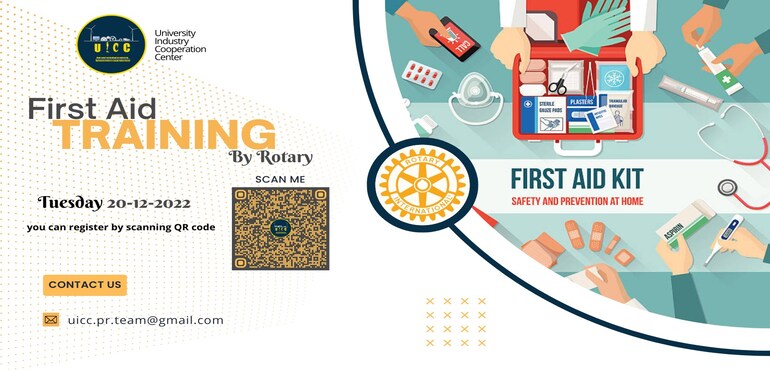 UICC
University
Industry
Cooperation
Center
First Aid
TRAINING
By Rotary
SCAN ME
Tuesday 20-12-2022
you can register by scanning QR code
CONTACT US
uicc.pr.team@gmail.com
CALL
STERILE
GAUZE PADS
PLASTERS
TRIANGULAR
BANDAGE
ROTARY
INTERNATIONAL
FIRST AID KIT
SAFETY AND PREVENTION AT HOME
ASPIRIN